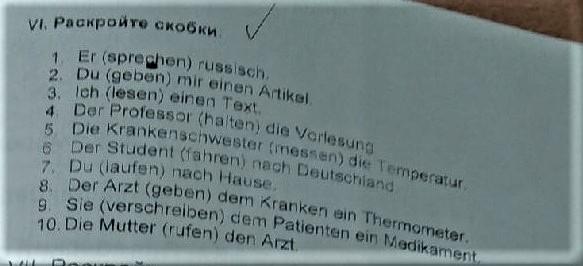 VI. Раскройте скобки.
1. Er (sprechen) russisch.
2. Du (geben) mir einen Artikel.
3. Ich (lesen) einen Text.
4. Der Professor (halten) die Vorlesung
5. Die Krankenschwester (messen) die Temperatur.
6 Der Student (fahren) nach Deutschland
7. Du (laufen) nach Hause.
8. Der Arzt (geben) dem Kranken ein Thermometer.
9. Sie (verschreiben) dem Patienten ein Medikament.
10. Die Mutter (rufen) den Arzt.